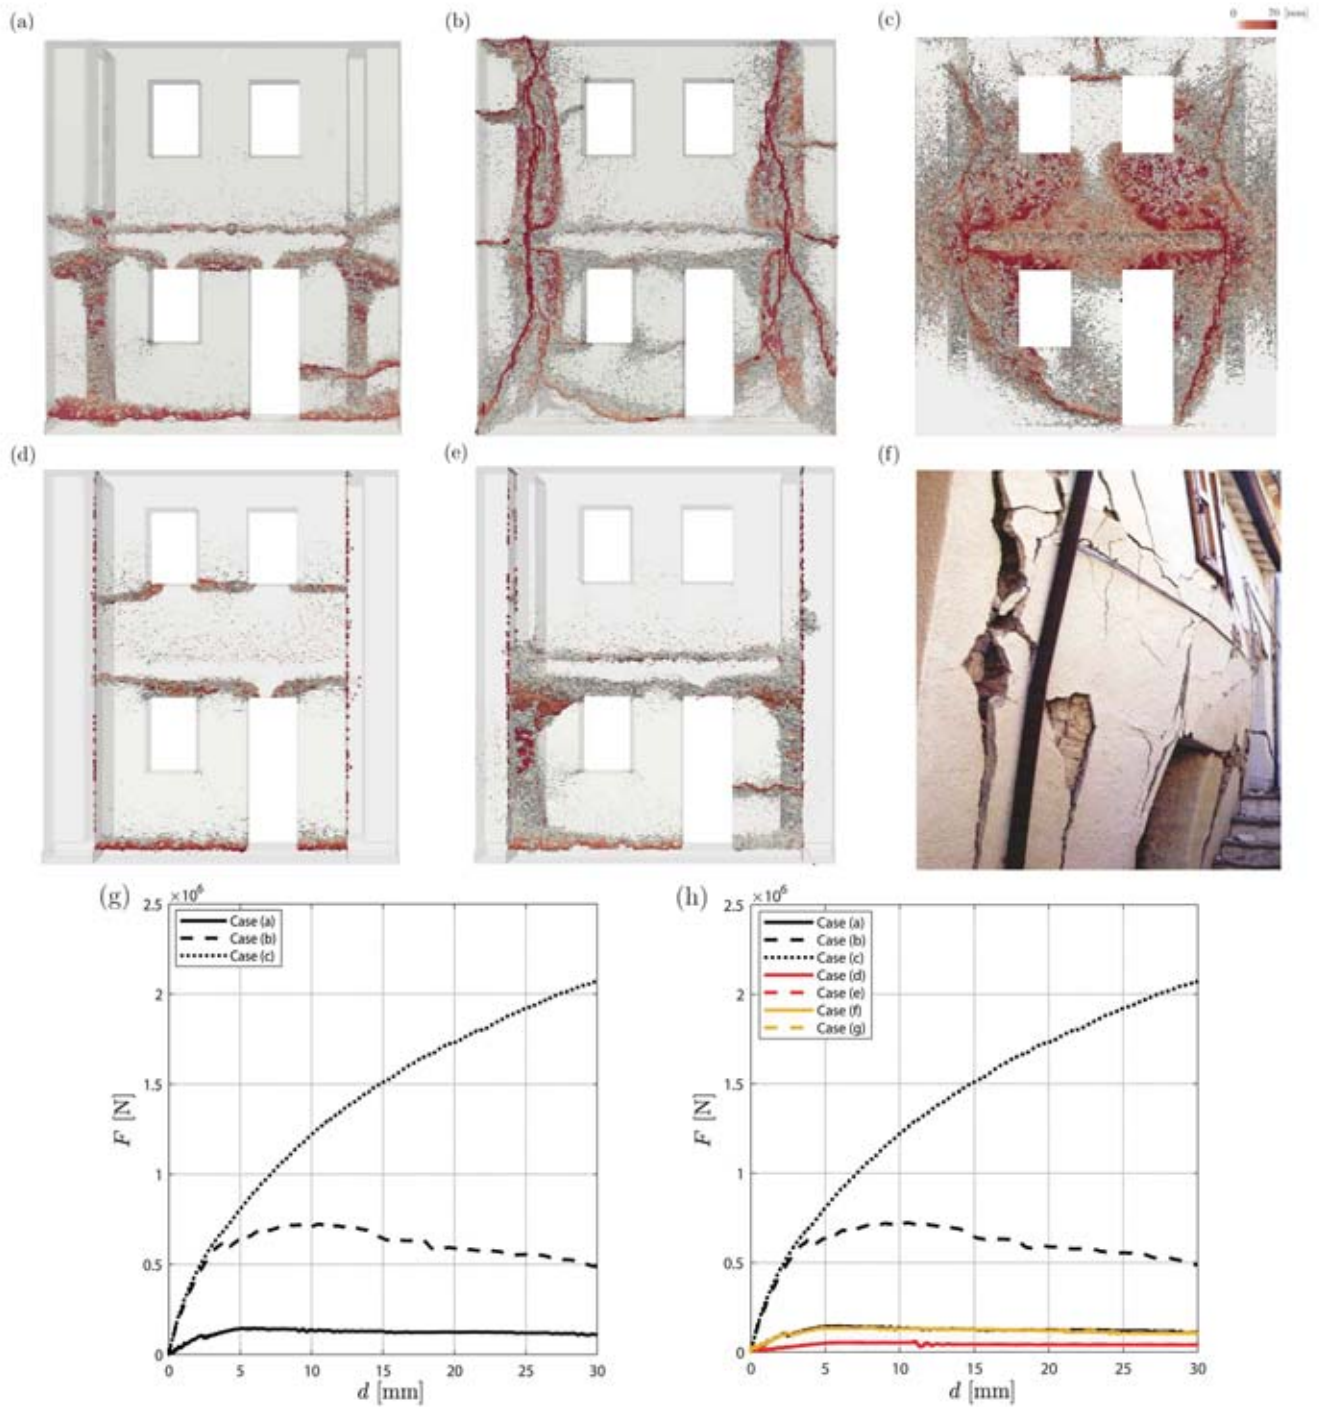 (a)
(b)
(c)
0 70 [mm]
(d)
(e)
(f)
(g)
×10⁶
2.5
2
1.5
1
0.5
0
F [N]
Case (a)
Case (b)
Case (c)
0 5 10 15 20 25 30
d [mm]
(h)
×10⁶
2.5
2
1.5
1
0.5
0
F [N]
Case (a)
Case (b)
Case (c)
Case (d)
Case (e)
Case (f)
Case (g)
0 5 10 15 20 25 30
d [mm]